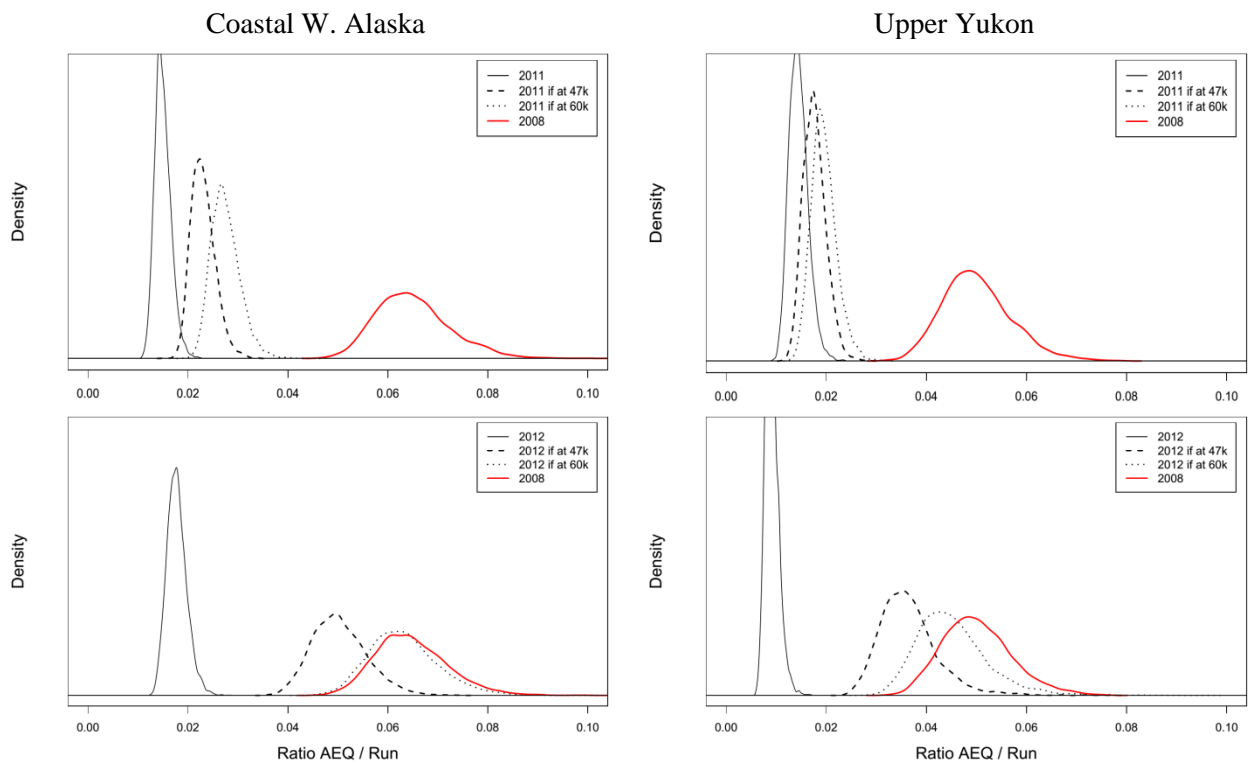 Coastal W. Alaska
Upper Yukon
Density
2011
2011 if at 47k
2011 if at 60k
2008
0.00 0.02 0.04 0.06 0.08 0.10
Density
2011
2011 if at 47k
2011 if at 60k
2008
0.00 0.02 0.04 0.06 0.08 0.10
Density
2012
2012 if at 47k
2012 if at 60k
2008
0.00 0.02 0.04 0.06 0.08 0.10
Ratio AEQ / Run
Density
2012
2012 if at 47k
2012 if at 60k
2008
0.00 0.02 0.04 0.06 0.08 0.10
Ratio AEQ / Run